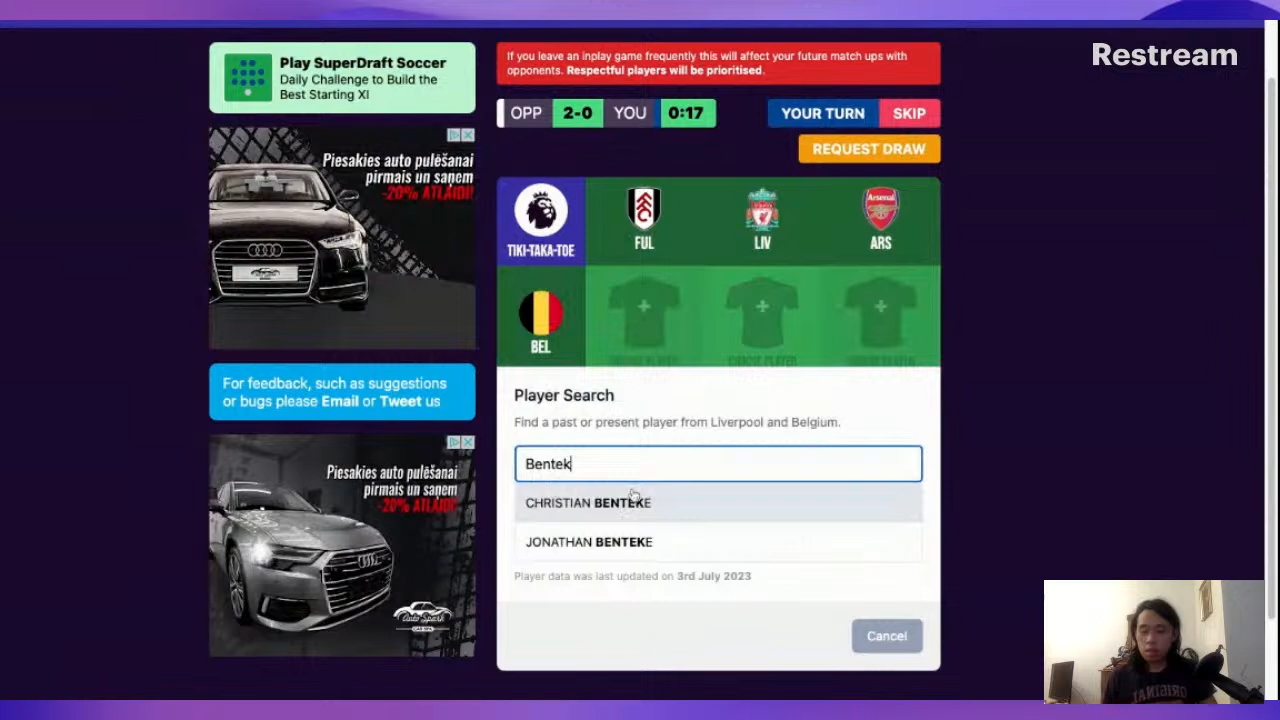 Restream
Play SuperDraft Soccer
Daily Challenge to Build the
Best Starting XI
Piesakies auto pulēšanai
pirmais un saņem
-20% ATLAIDI!
For feedback, such as suggestions
or bugs please Email or Tweet us
Piesakies auto pulēšanai
pirmais un saņem
-20% ATLAIDI!
Auto Spark
If you leave an inplay game frequently this will affect your future match ups with
opponents. Respectful players will be prioritised.
OPP 2-0 YOU 0:17 YOUR TURN SKIP
REQUEST DRAW
Arsenal
TIKI-TAKA-TOE FUL LIV ARS
BEL
Player Search
Find a past or present player from Liverpool and Belgium.
Bentek
CHRISTIAN BENTEKE
JONATHAN BENTEKE
Player data was last updated on 3rd July 2023
Cancel